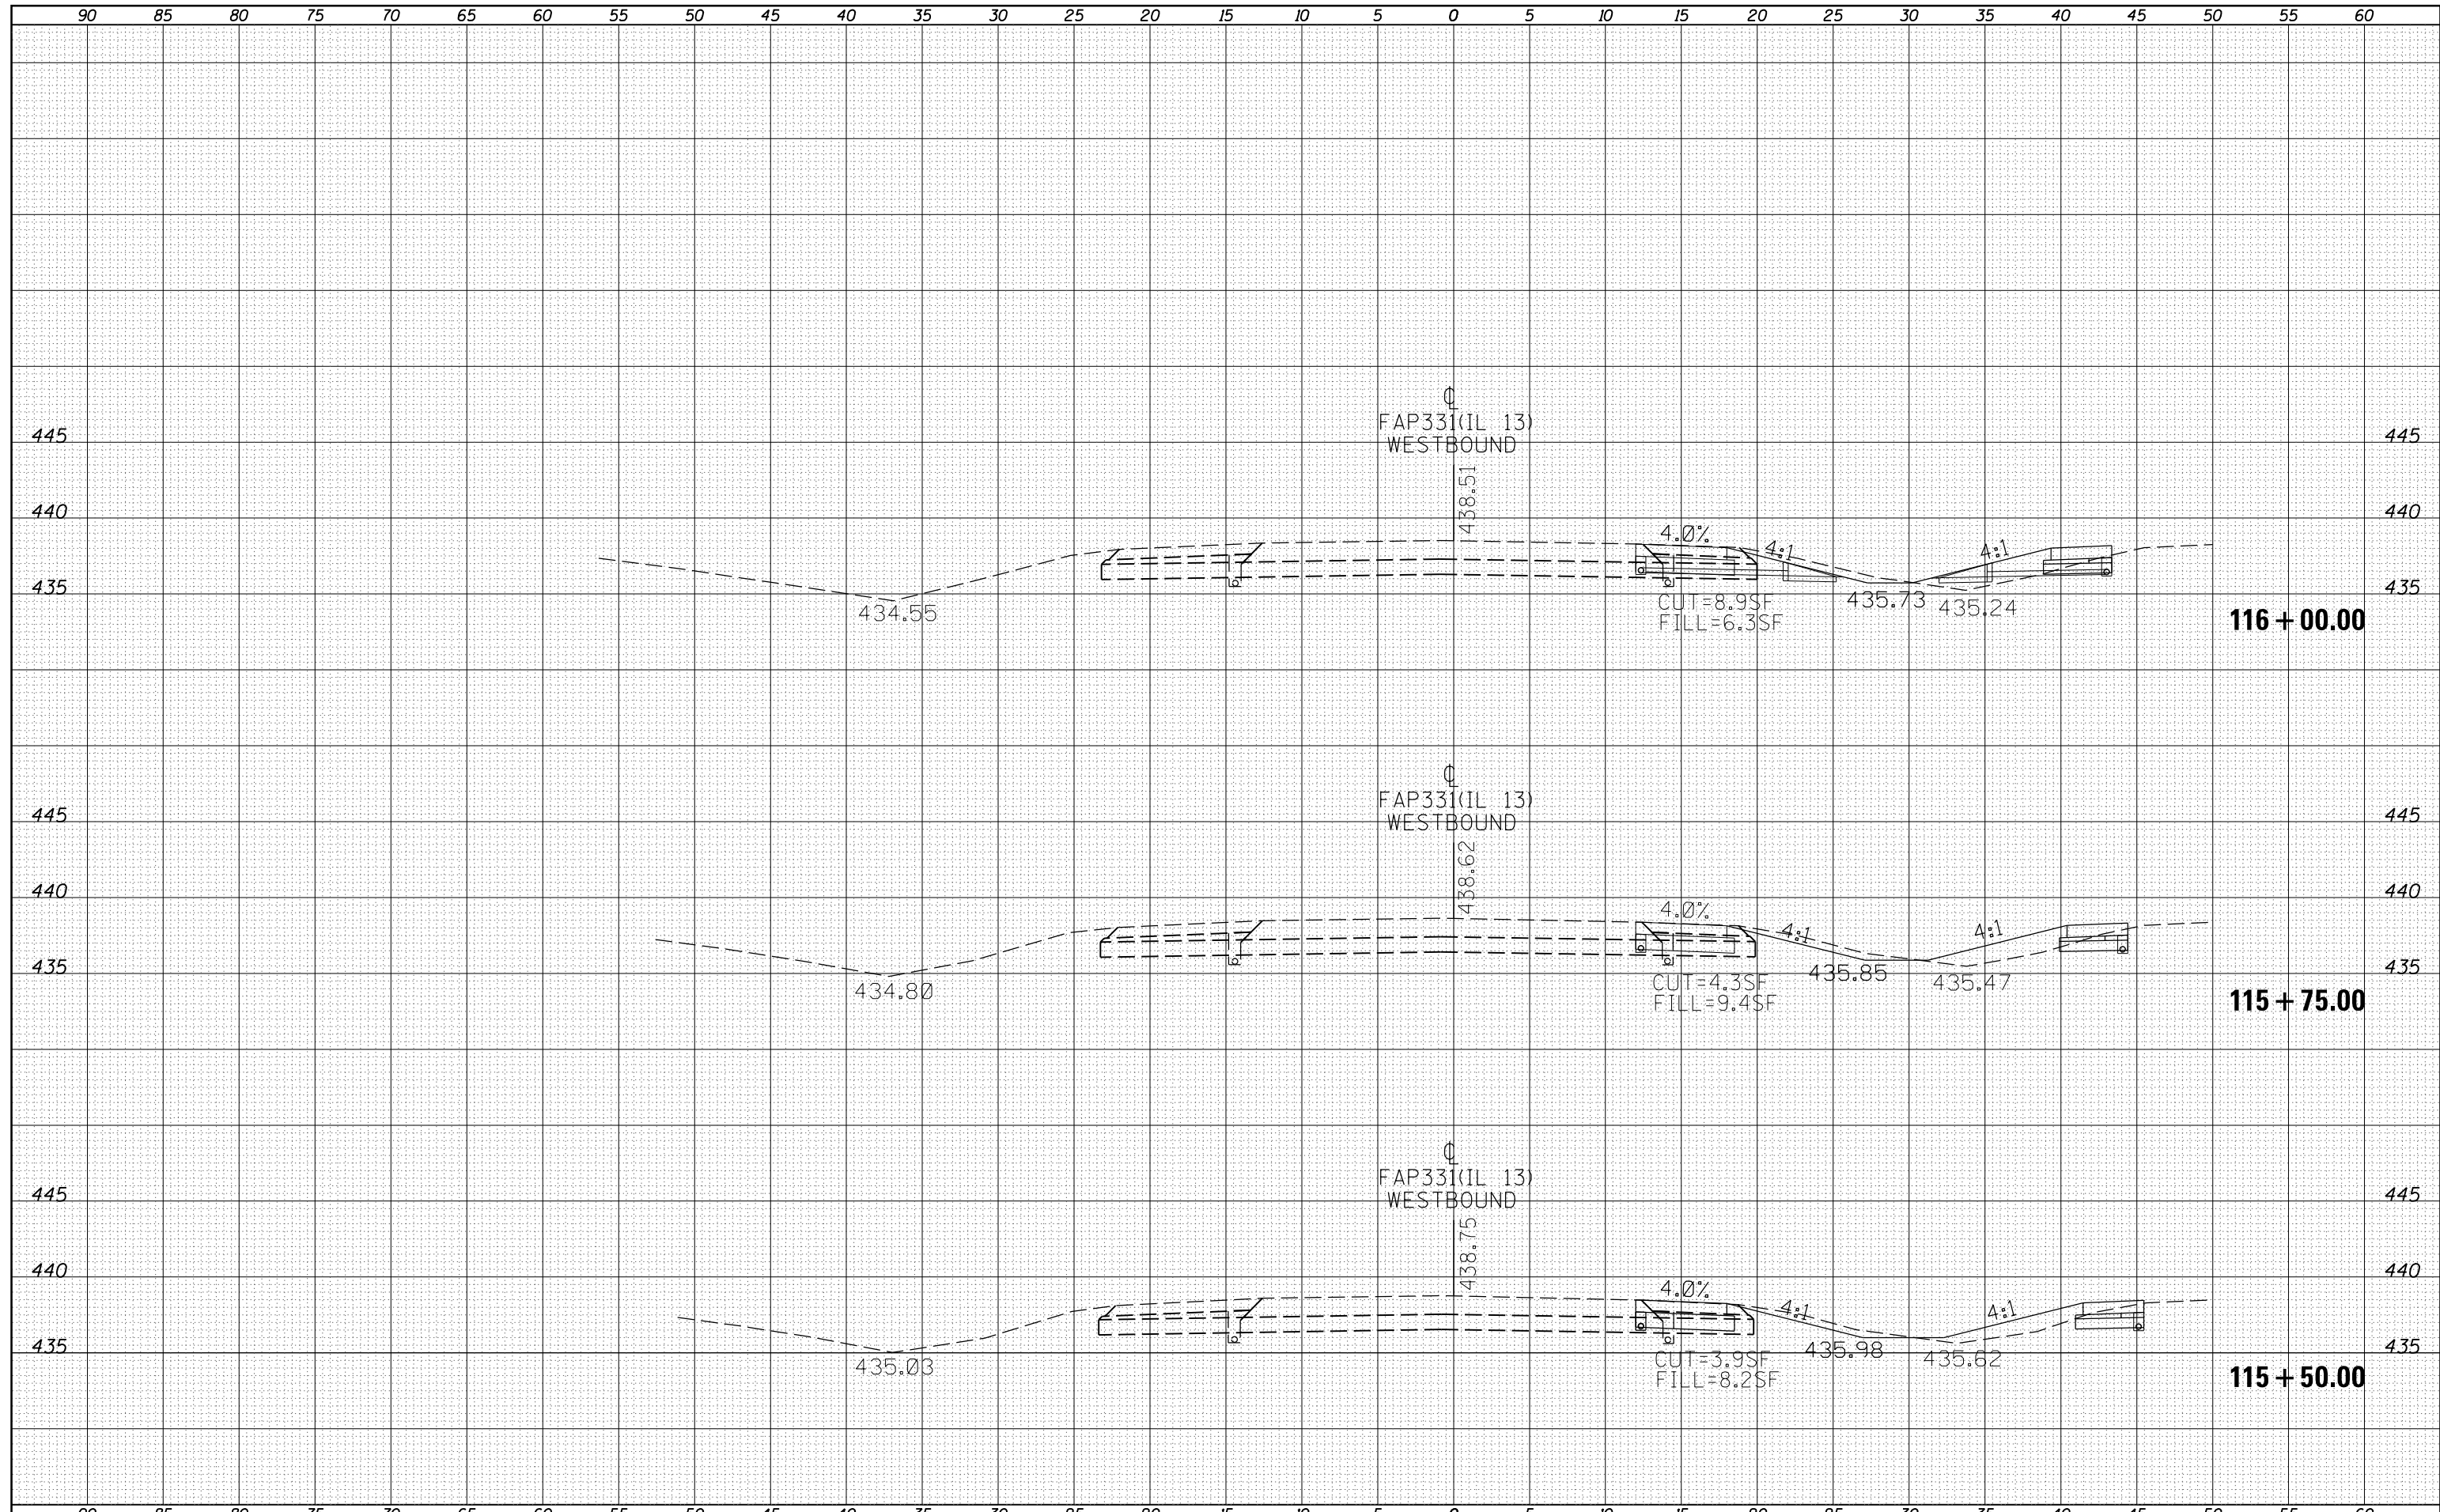 90 85 80 75 70 65 60 55 50 45 40 35 30 25 20 15 10 5 0 5 10 15 20 25 30 35 40 45 50 55 60
℄
FAP331(IL 13)
445 WESTBOUND 445
438.51
440 4.0% 440
4:1 4:1
435 435
434.55 CUT=8.9SF 435.73 435.24
FILL=6.3SF 116+00.00
℄
FAP331(IL 13)
445 WESTBOUND 445
438.62
440 4.0% 440
4:1 4:1
435 435
434.80 CUT=4.3SF 435.85 435.47
FILL=9.4SF 115+75.00
℄
FAP331(IL 13)
445 WESTBOUND 445
438.75
440 4.0% 440
4:1 4:1
435 435
435.03 CUT=3.9SF 435.98 435.62
FILL=8.2SF 115+50.00